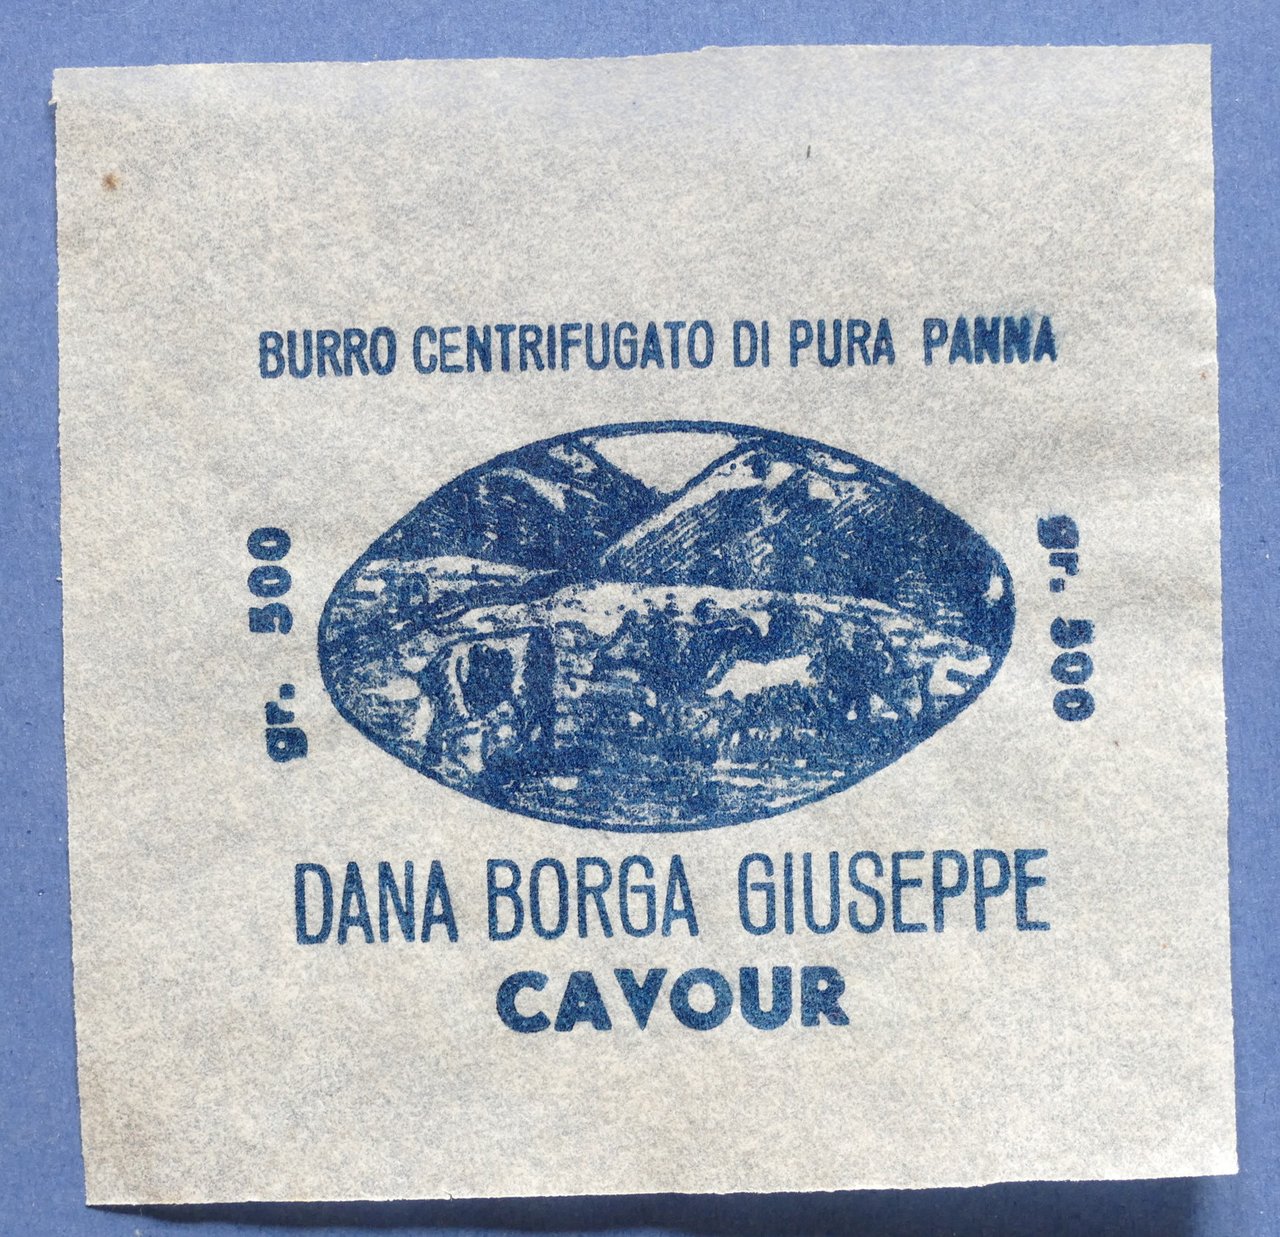 BURRO CENTRIFUGATO DI PURA PANNA
gr. 500
gr. 500
DANA BORGA GIUSEPPE
CAVOUR